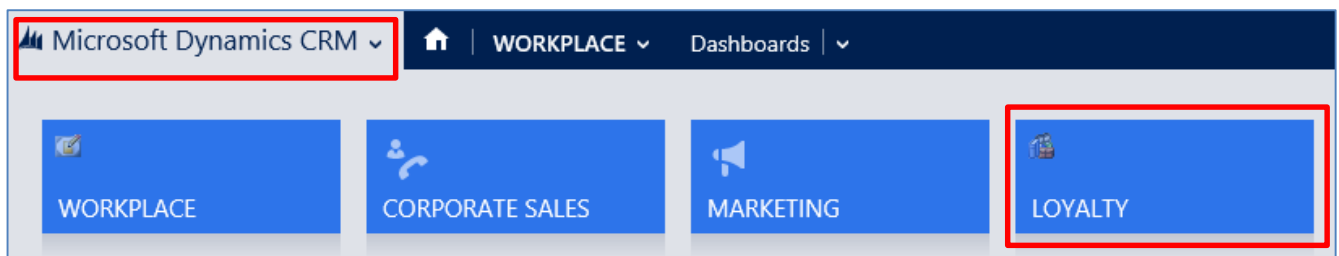 Microsoft Dynamics CRM WORKPLACE Dashboards
WORKPLACE CORPORATE SALES MARKETING LOYALTY